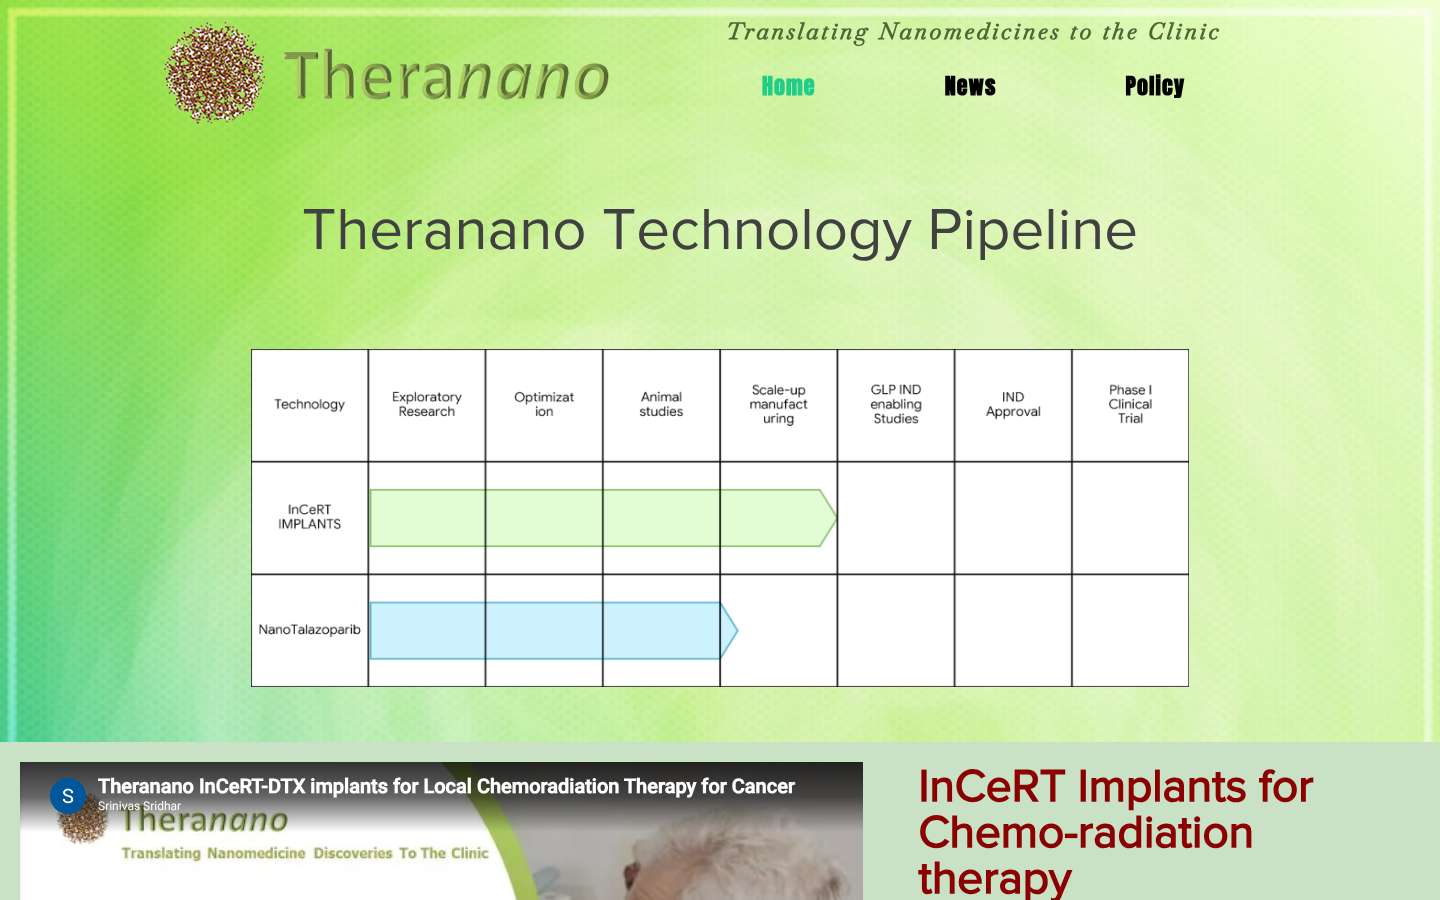 Translating Nanomedicines to the Clinic
Theranano
Home News Policy
Theranano Technology Pipeline
Technology
Exploratory
Research
Optimizat
ion
Animal
studies
Scale-up
manufact
uring
GLP IND
enabling
Studies
IND
Approval
Phase I
Clinical
Trial
InCeRT
IMPLANTS
NanoTalazoparib
S
Theranano InCeRT-DTX implants for Local Chemoradiation Therapy for Cancer
Srinivas Sridhar
Theranano
Translating Nanomedicine Discoveries To The Clinic
InCeRT Implants for
Chemo-radiation
therapy